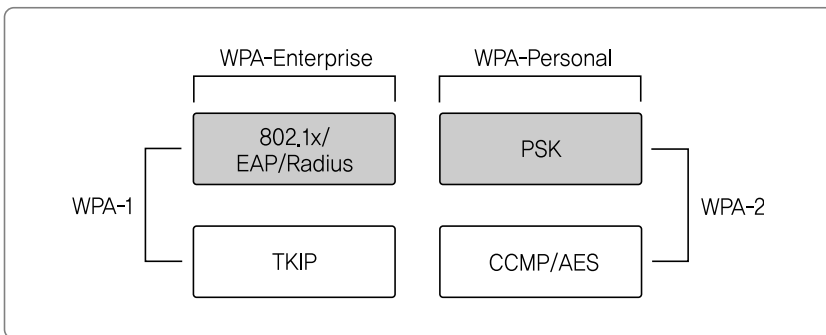 WPA-Enterprise
WPA-Personal
802.1x/
EAP/Radius
PSK
WPA-1
WPA-2
TKIP
CCMP/AES